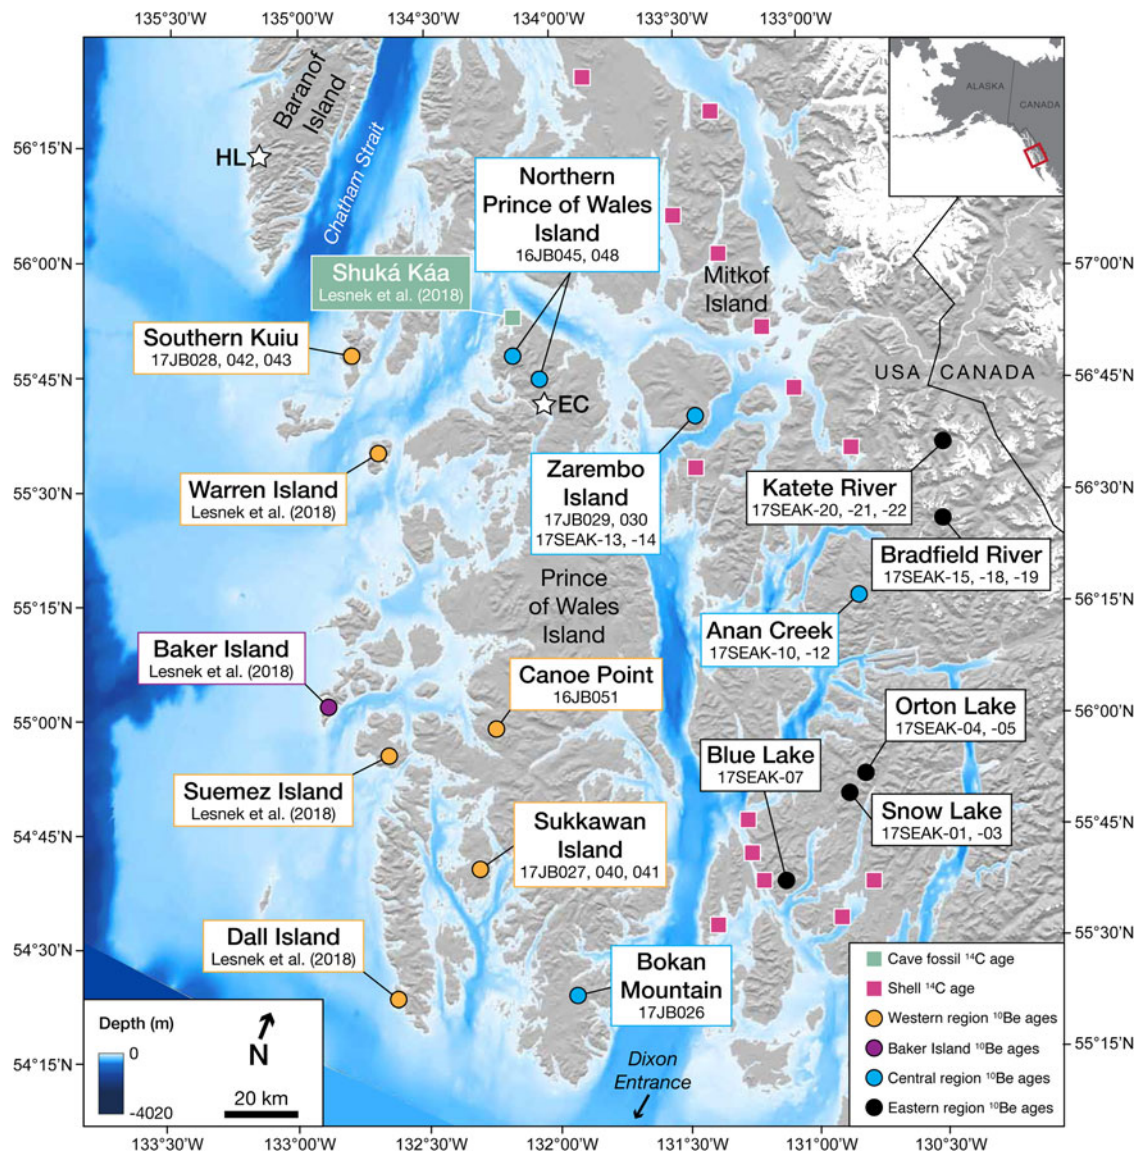 135°00'W 134°30'W 134°00'W 133°30'W 133°00'W
ALASKA
CANADA
Baranof
Island
HL
Chatham Strait
56°15'N
56°00'N
55°45'N
55°30'N
55°15'N
55°00'N
54°45'N
54°30'N
54°15'N
Northern
Prince of Wales
Island
16JB045, 048
Shuká Káa
Lesnek et al. (2018)
Mitkof
Island
57°00'N
56°45'N
56°30'N
56°15'N
56°00'N
55°45'N
55°30'N
55°15'N
Southern Kuiu
17JB028, 042, 043
USA
CANADA
EC
Warren Island
Lesnek et al. (2018)
Zarembo
Island
17JB029, 030
17SEAK-13, -14
Katete River
17SEAK-20, -21, -22
Bradfield River
17SEAK-15, -18, -19
Prince
of Wales
Island
Anan Creek
17SEAK-10, -12
Baker Island
Lesnek et al. (2018)
Canoe Point
16JB051
Orton Lake
17SEAK-04, -05
Blue Lake
17SEAK-07
Snow Lake
17SEAK-01, -03
Suemez Island
Lesnek et al. (2018)
Sukkawan
Island
17JB027, 040, 041
Dall Island
Lesnek et al. (2018)
Bokan
Mountain
17JB026
Dixon
Entrance
Depth (m)
0
-4020
N
20 km
Cave fossil ¹⁴C age
Shell ¹⁴C age
Western region ¹⁰Be ages
Baker Island ¹⁰Be ages
Central region ¹⁰Be ages
Eastern region ¹⁰Be ages
133°30'W 133°00'W 132°30'W 132°00'W 131°30'W 131°00'W 130°30'W